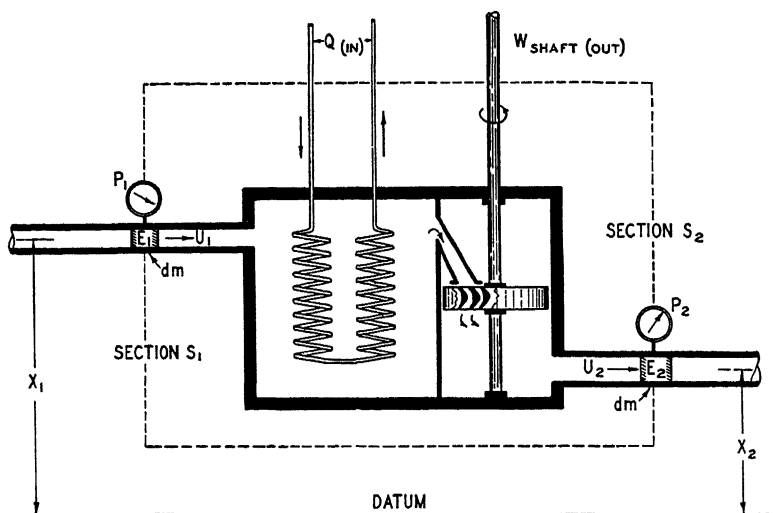 Q (IN)
W SHAFT (OUT)
P1
E1
U1
dm
SECTION S2
P2
SECTION S1
X1
U2
E2
dm
X2
DATUM